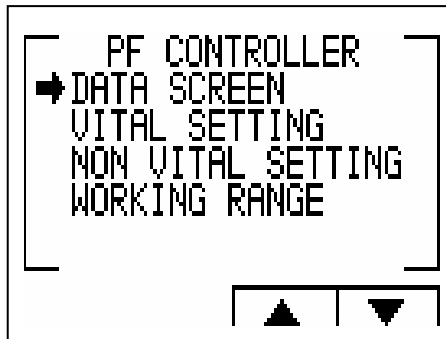 PF CONTROLLER
DATA SCREEN
VITAL SETTING
NON VITAL SETTING
WORKING RANGE